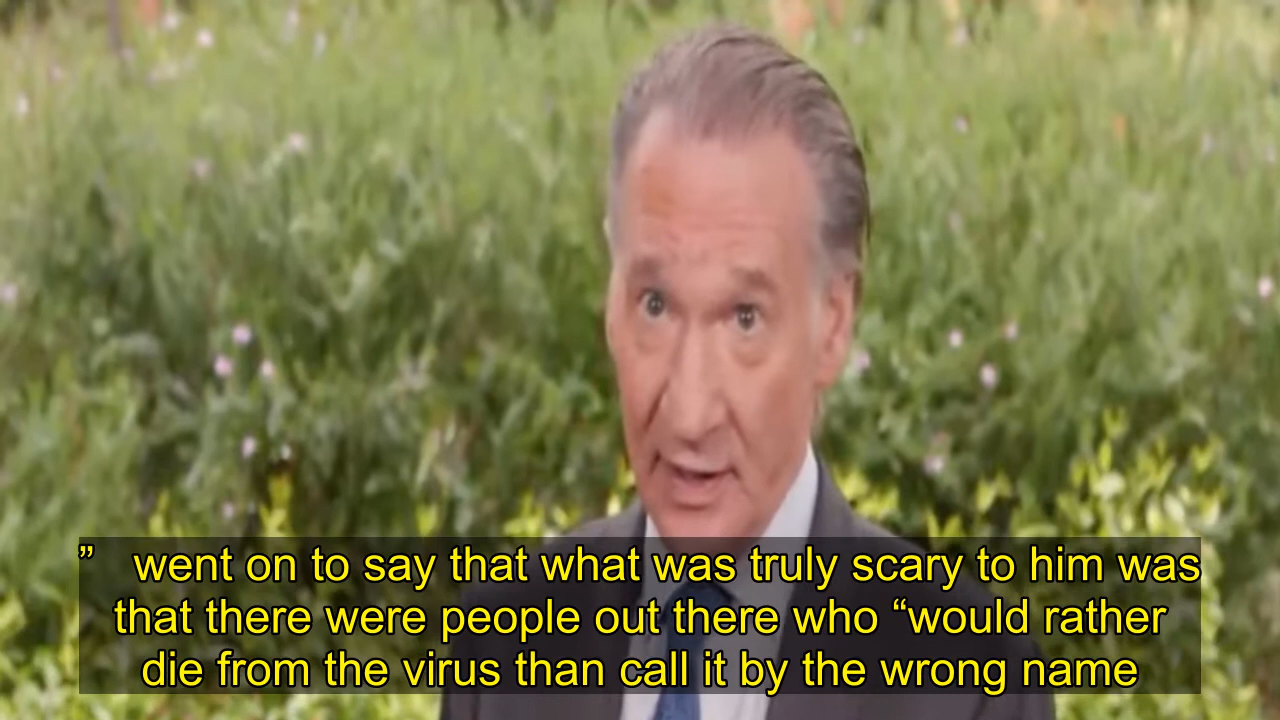 ” went on to say that what was truly scary to him was
that there were people out there who “would rather
die from the virus than call it by the wrong name